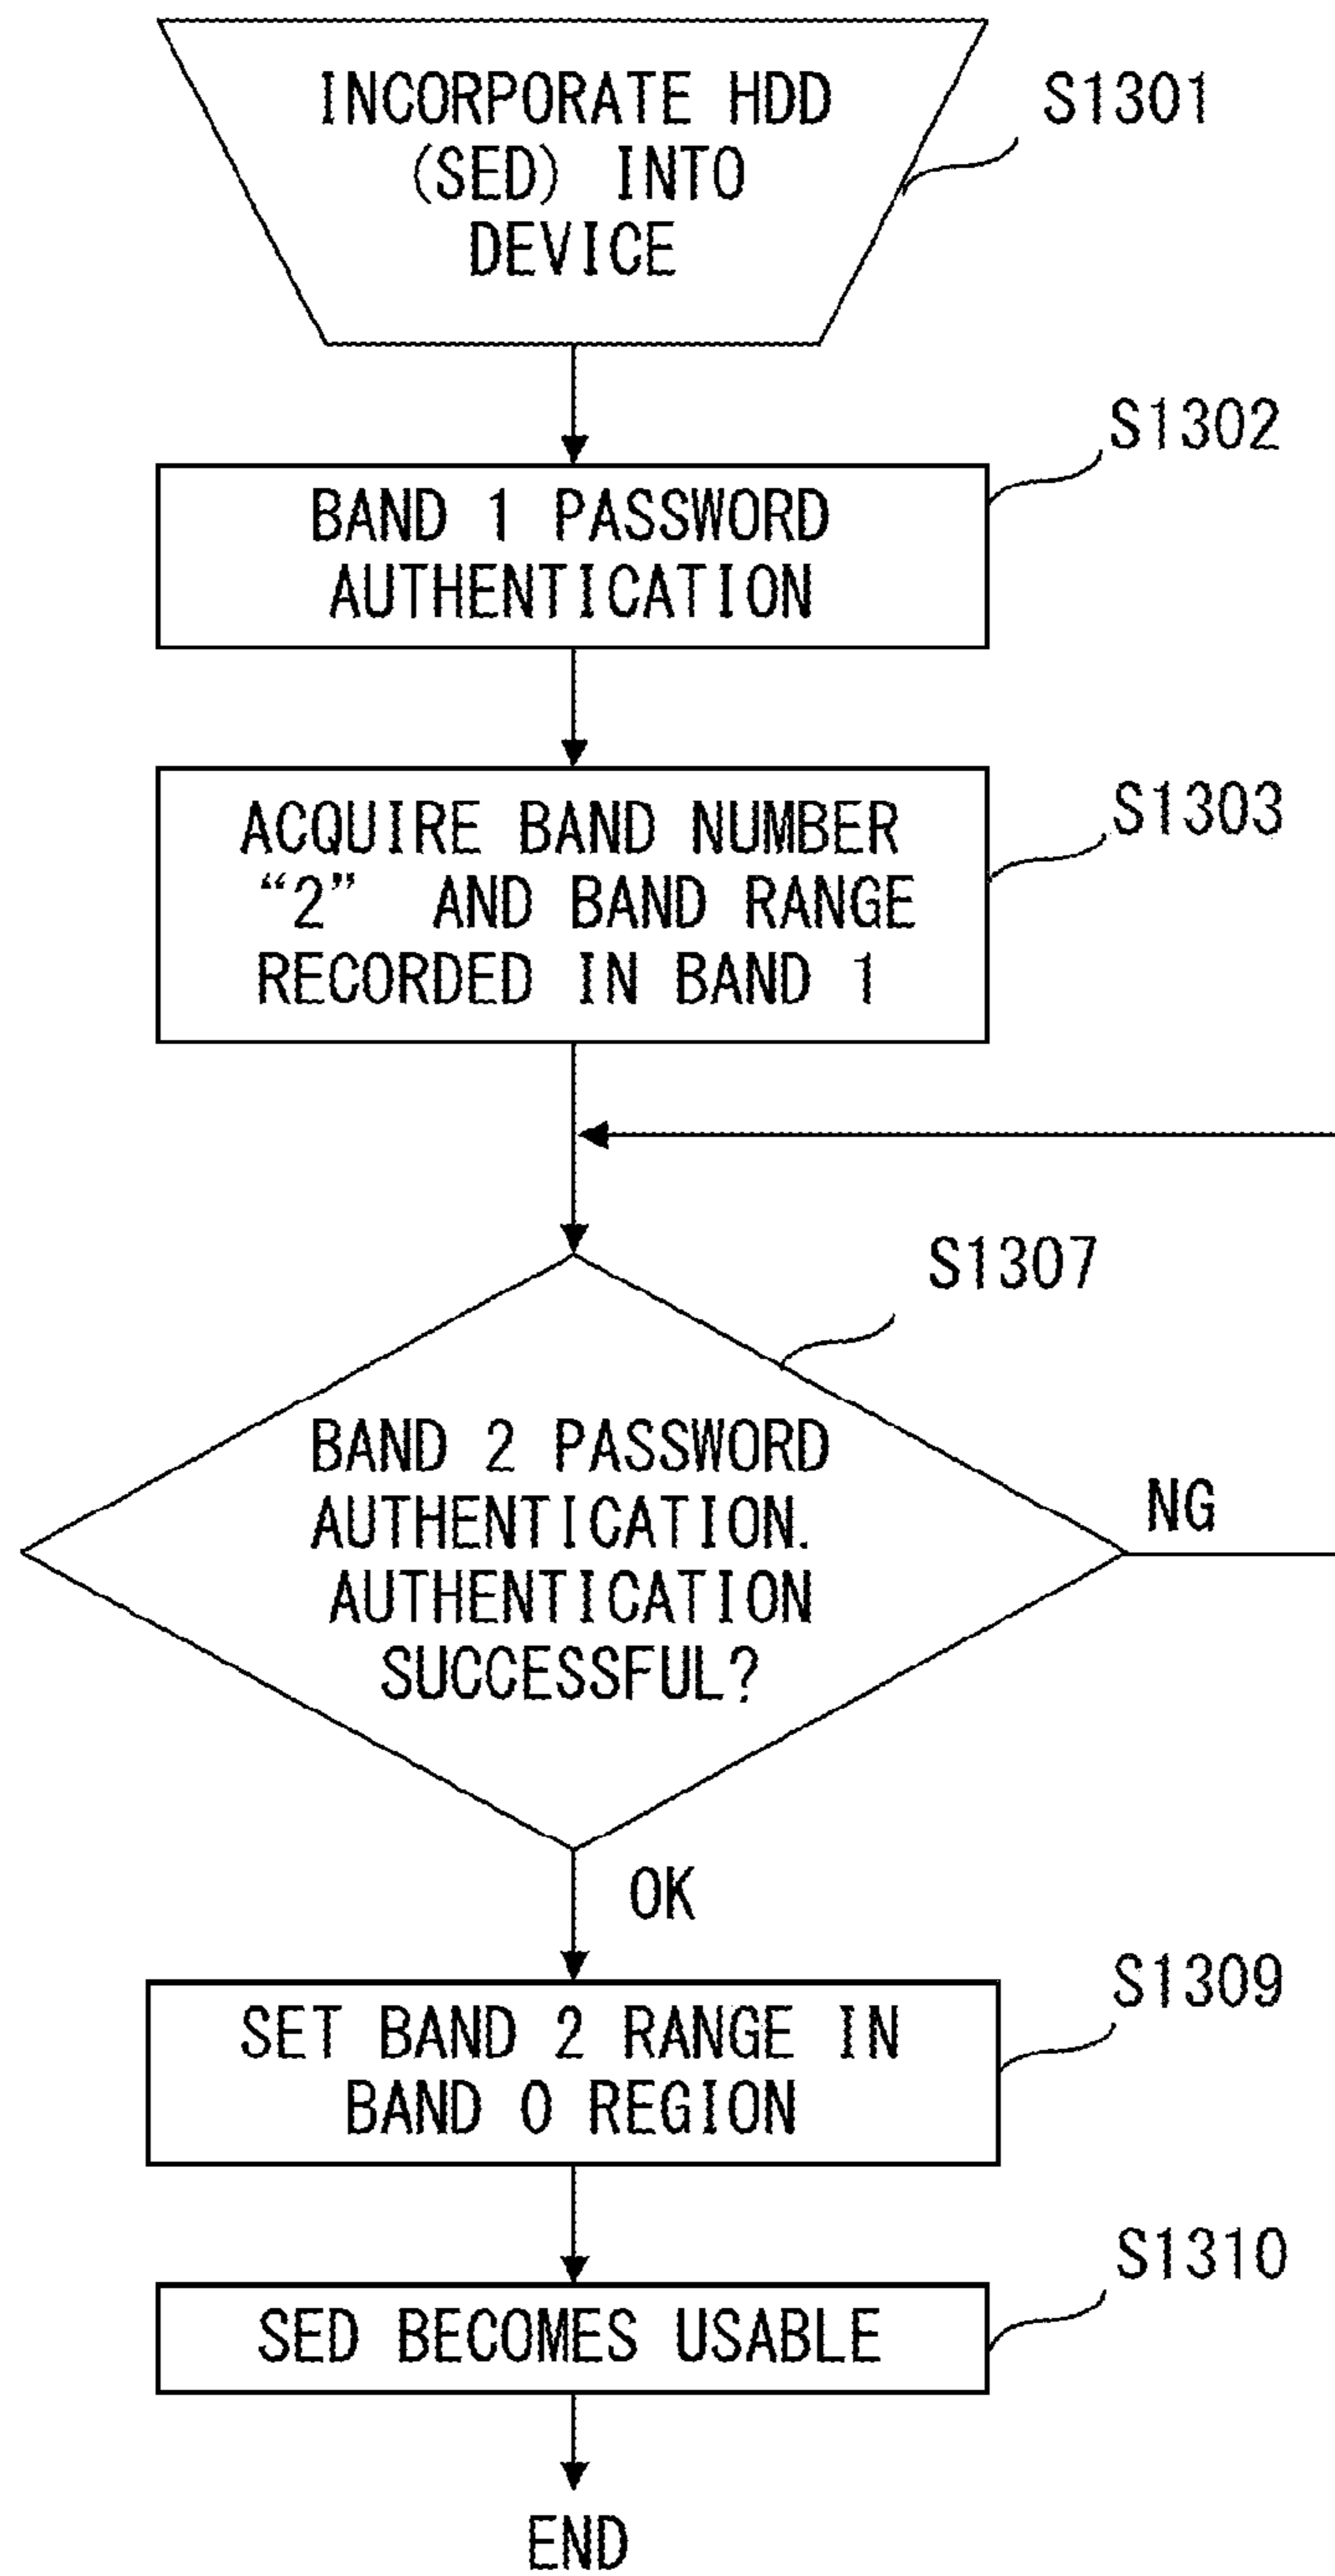 INCORPORATE HDD
(SED) INTO
DEVICE
S1301
BAND 1 PASSWORD
AUTHENTICATION
S1302
ACQUIRE BAND NUMBER
“2” AND BAND RANGE
RECORDED IN BAND 1
S1303
BAND 2 PASSWORD
AUTHENTICATION.
AUTHENTICATION
SUCCESSFUL?
S1307
NG
OK
SET BAND 2 RANGE IN
BAND 0 REGION
S1309
SED BECOMES USABLE
S1310
END